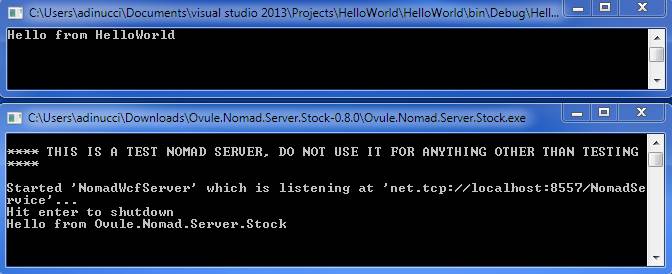 C:\Users\adinucci\Documents\visual studio 2013\Projects\HelloWorld\HelloWorld\bin\Debug\Hell...
Hello from HelloWorld
C:\Users\adinucci\Downloads\Ovule.Nomad.Server.Stock-0.8.0\Ovule.Nomad.Server.Stock.exe
**** THIS IS A TEST NOMAD SERVER, DO NOT USE IT FOR ANYTHING OTHER THAN TESTING
****
Started 'NomadWcfServer' which is listening at 'net.tcp://localhost:8557/NomadSe
rvice'...
Hit enter to shutdown
Hello from Ovule.Nomad.Server.Stock